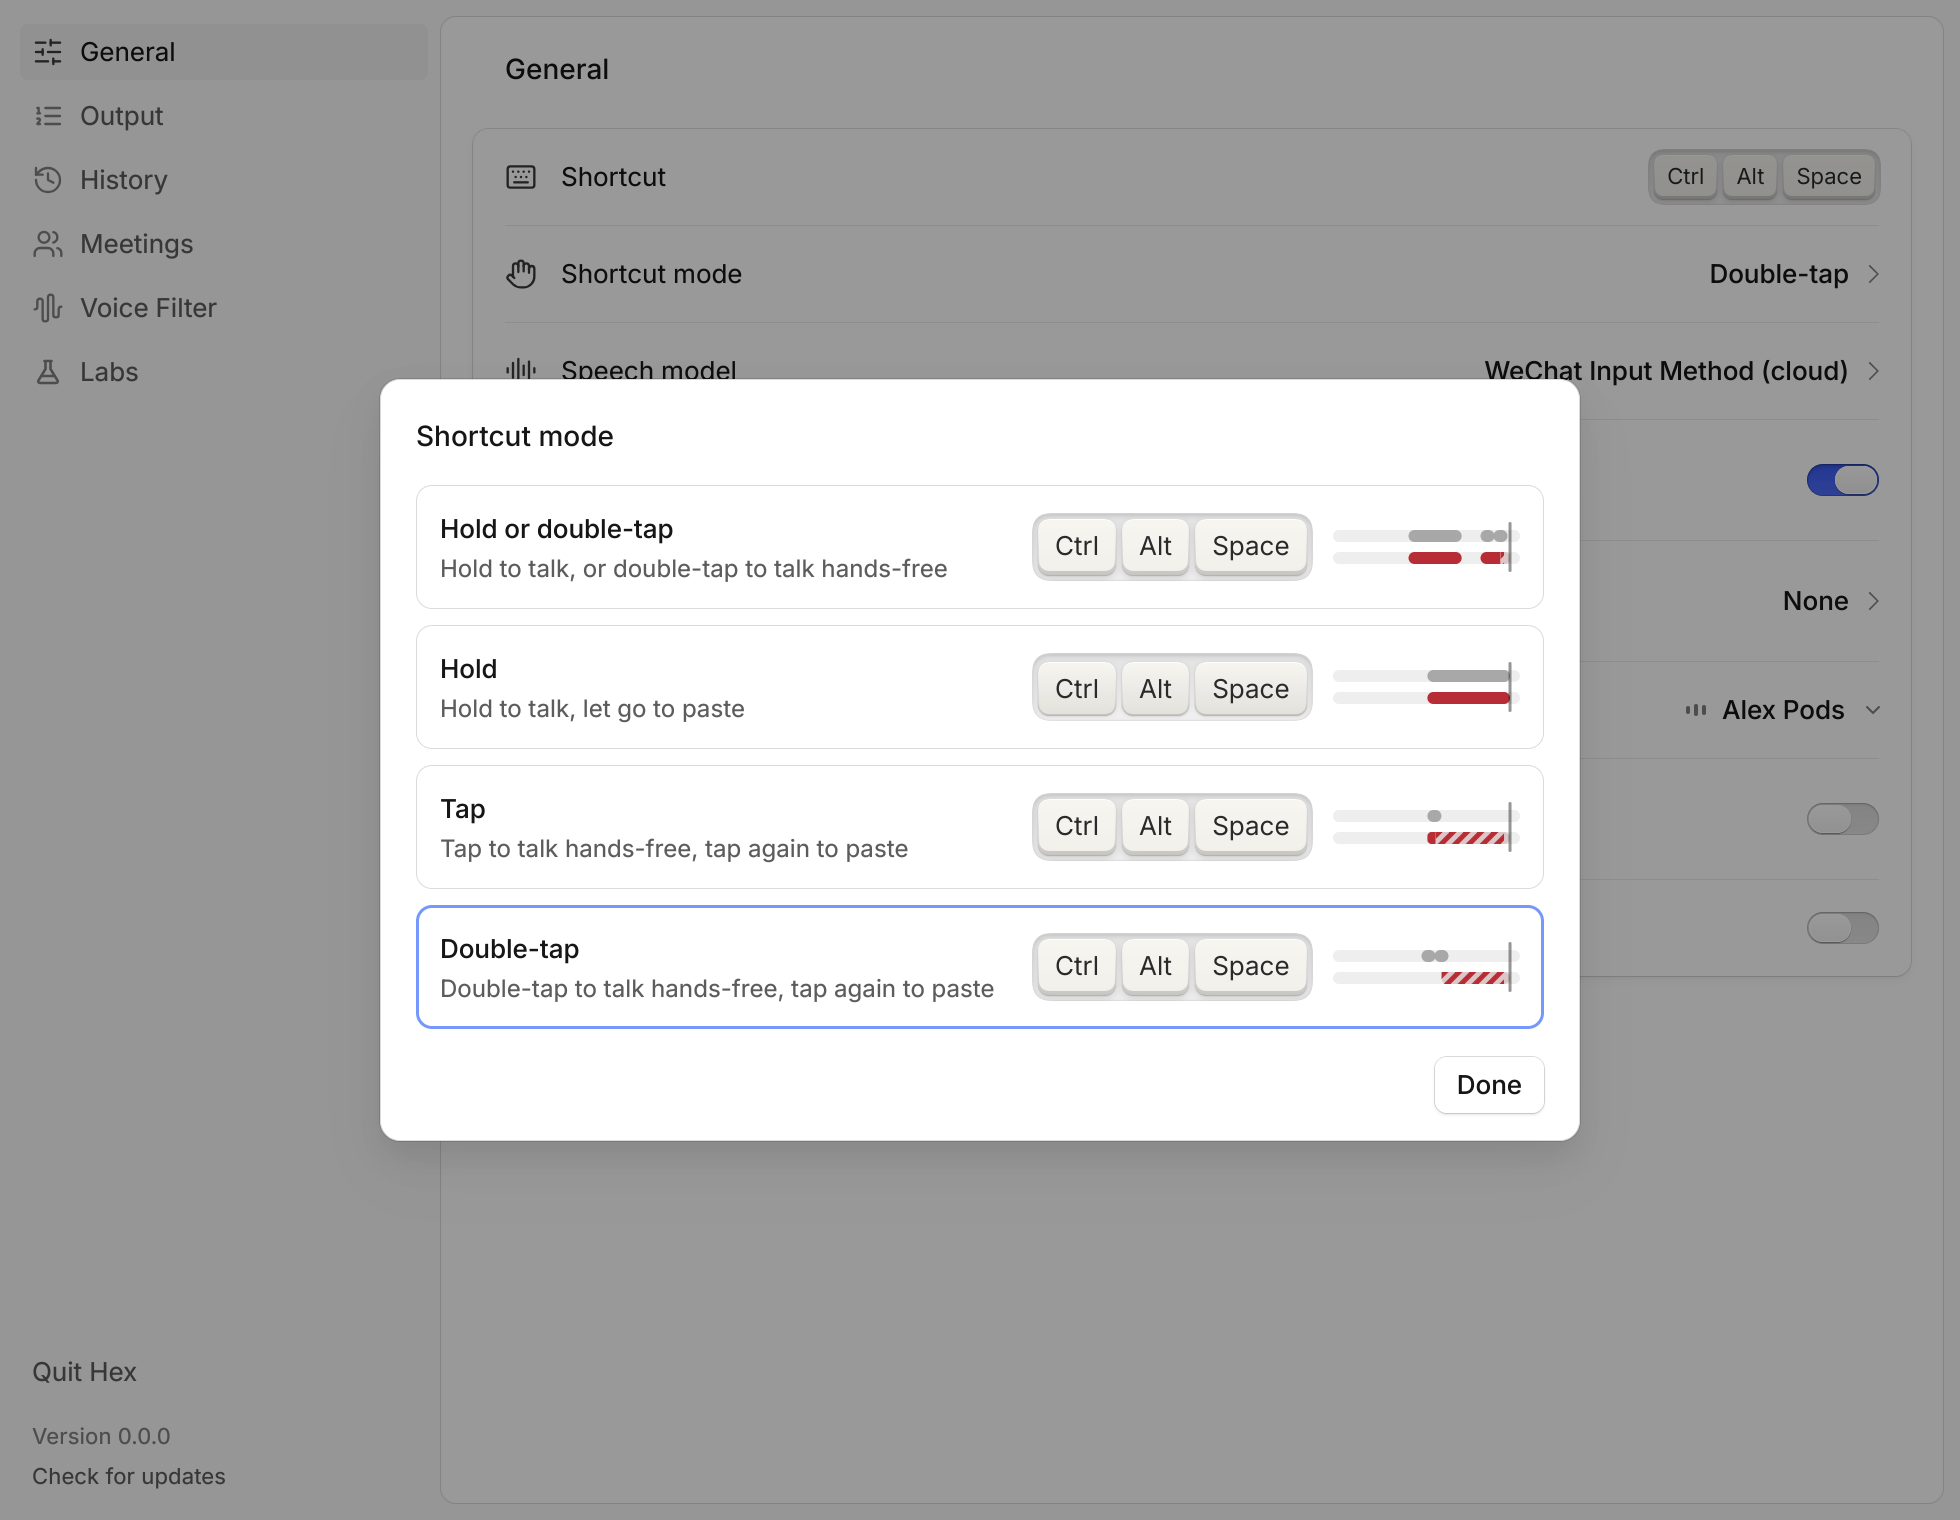 General
Output
History
Meetings
Voice Filter
Labs
Quit Hex
Version 0.0.0
Check for updates
General
Shortcut
Ctrl Alt Space
Shortcut mode
Double-tap
Speech model
WeChat Input Method (cloud)
None
Alex Pods
Shortcut mode
Hold or double-tap
Hold to talk, or double-tap to talk hands-free
Ctrl Alt Space
Hold
Hold to talk, let go to paste
Ctrl Alt Space
Tap
Tap to talk hands-free, tap again to paste
Ctrl Alt Space
Double-tap
Double-tap to talk hands-free, tap again to paste
Ctrl Alt Space
Done